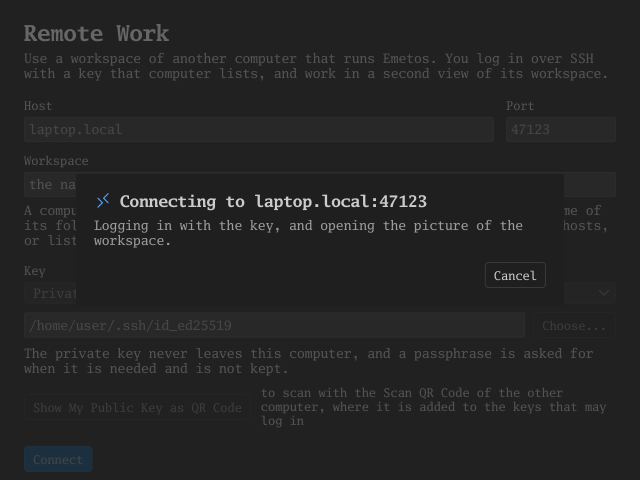 Remote Work
Use a workspace of another computer that runs Emetos. You log in over SSH
with a key that computer lists, and work in a second view of its workspace.
Host
Port
laptop.local
47123
Workspace
the na
Connecting to laptop.local:47123
Logging in with the key, and opening the picture of the
workspace.
Cancel
A compu
me of
its fol
hosts,
or list
Key
Privat
/home/user/.ssh/id_ed25519
Choose...
The private key never leaves this computer, and a passphrase is asked for
when it is needed and is not kept.
Show My Public Key as QR Code
to scan with the Scan QR Code of the other
computer, where it is added to the keys that may
log in
Connect